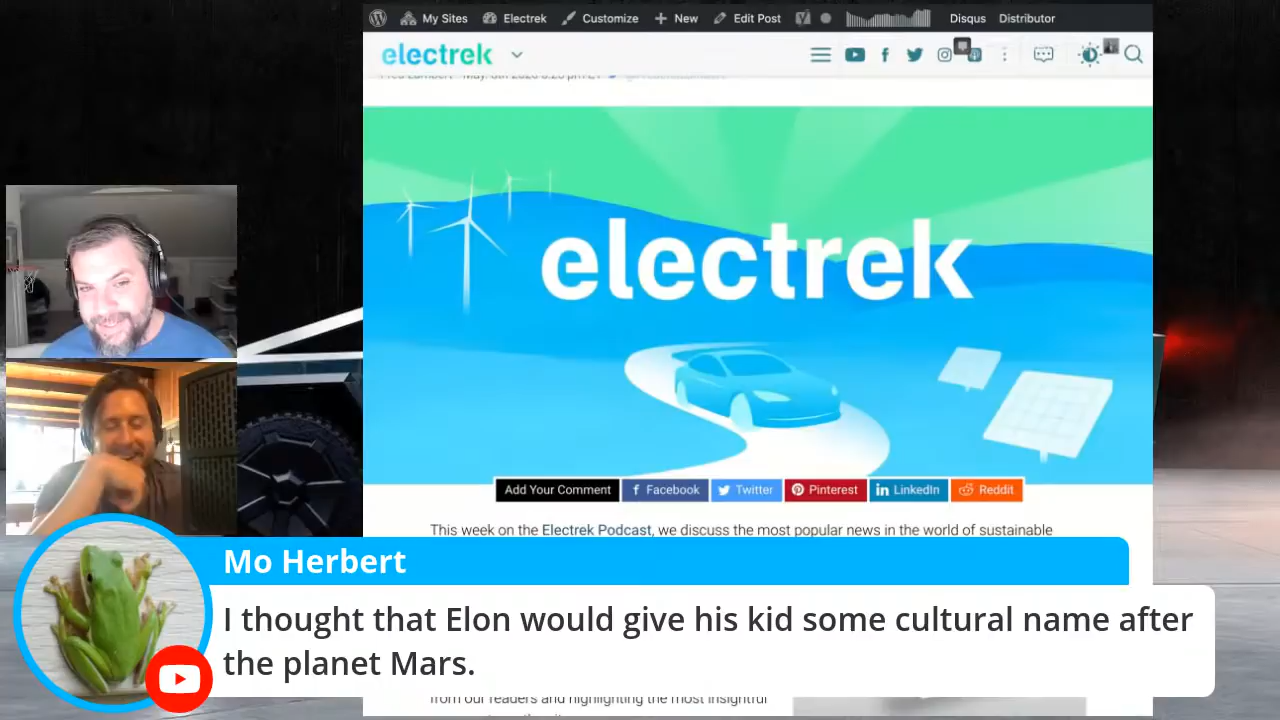 My Sites Electrek Customize New Edit Post Disqus Distributor
electrek
electrek
Add Your Comment Facebook Twitter Pinterest LinkedIn Reddit
This week on the Electrek Podcast, we discuss the most popular news in the world of sustainable
Mo Herbert
I thought that Elon would give his kid some cultural name after
the planet Mars.
from our readers and highlighting the most insightful